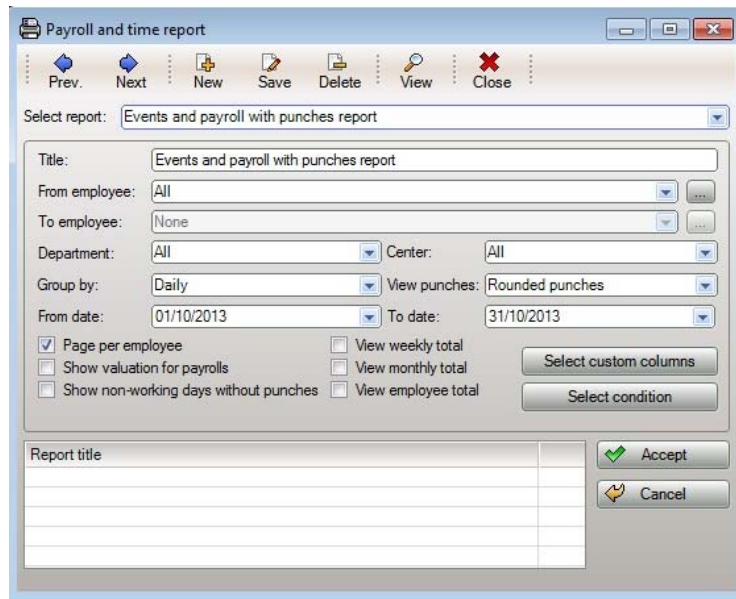 Payroll and time report
Prev. Next New Save Delete View Close
Select report: Events and payroll with punches report
Title: Events and payroll with punches report
From employee: All ...
To employee: None ...
Department: All Center: All
Group by: Daily View punches: Rounded punches
From date: 01/10/2013 To date: 31/10/2013
Page per employee View weekly total
Show valuation for payrolls View monthly total Select custom columns
Show non-working days without punches View employee total Select condition
Report title Accept
Cancel